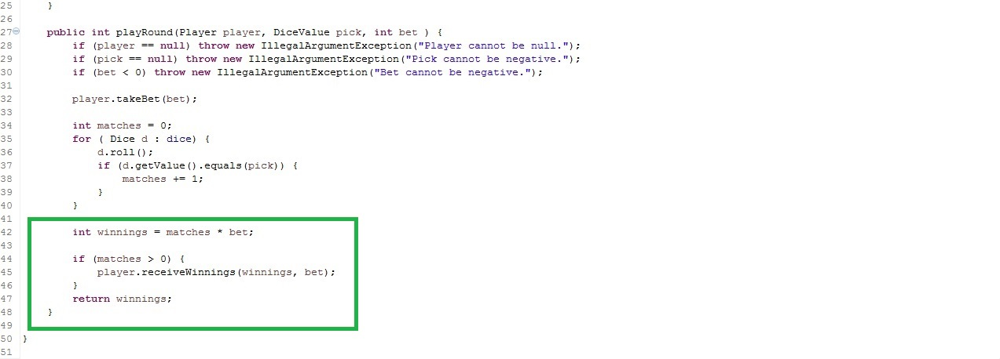 25 }
26
27 public int playRound(Player player, DiceValue pick, int bet ) {
28 if (player == null) throw new IllegalArgumentException("Player cannot be null.");
29 if (pick == null) throw new IllegalArgumentException("Pick cannot be negative.");
30 if (bet < 0) throw new IllegalArgumentException("Bet cannot be negative.");
31
32 player.takeBet(bet);
33
34 int matches = 0;
35 for ( Dice d : dice) {
36 d.roll();
37 if (d.getValue().equals(pick)) {
38 matches += 1;
39 }
40 }
41
42 int winnings = matches * bet;
43
44 if (matches > 0) {
45 player.receiveWinnings(winnings, bet);
46 }
47 return winnings;
48 }
49
50 }
51